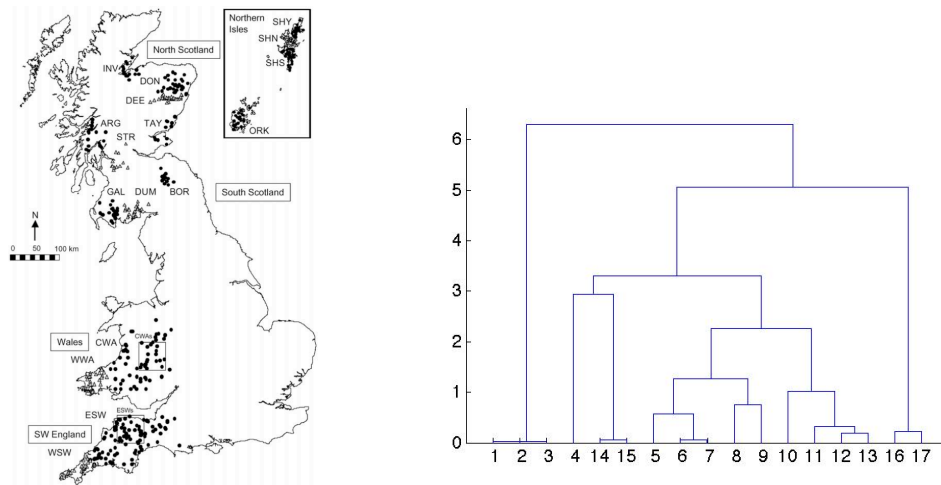 Northern
Isles
SHY
SHN
SHS
ORK
North Scotland
INV
DON
DEE
ARG
TAY
STR
GAL
DUM
BOR
South Scotland
N
0 50 100 km
Wales
CWA
CWAs
WWA
ESW
ESWs
SW England
WSW
6
5
4
3
2
1
0
1 2 3 4 14 15 5 6 7 8 9 10 11 12 13 16 17